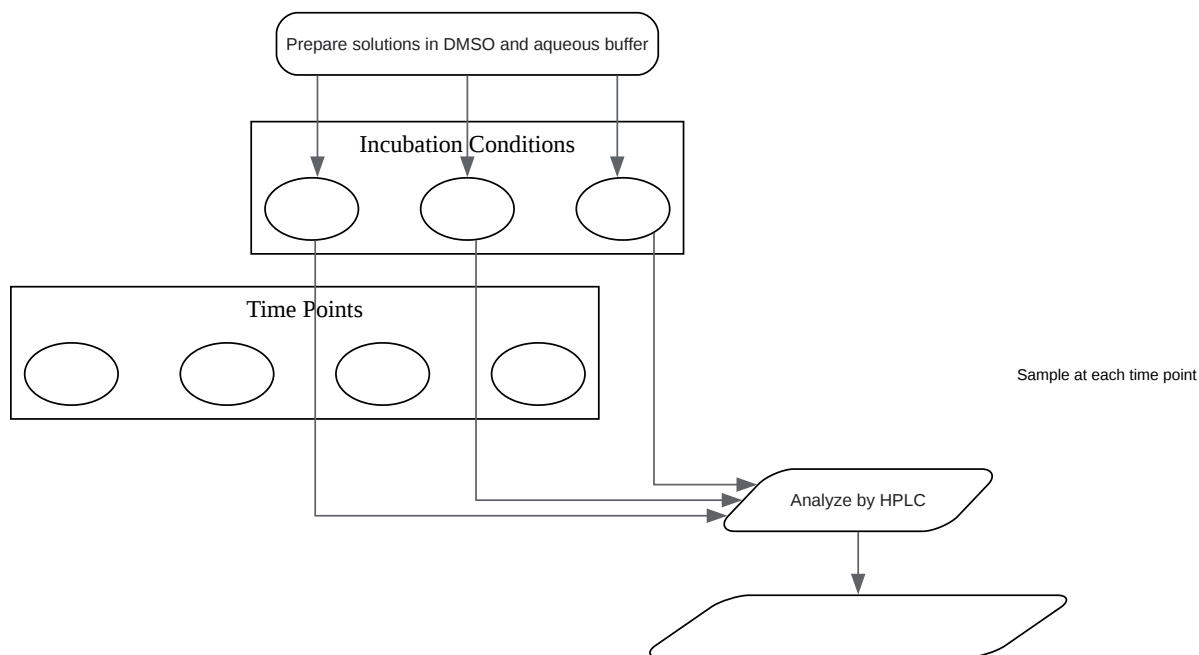 Prepare solutions in DMSO and aqueous buffer
Incubation Conditions
Time Points
Sample at each time point
Analyze by HPLC